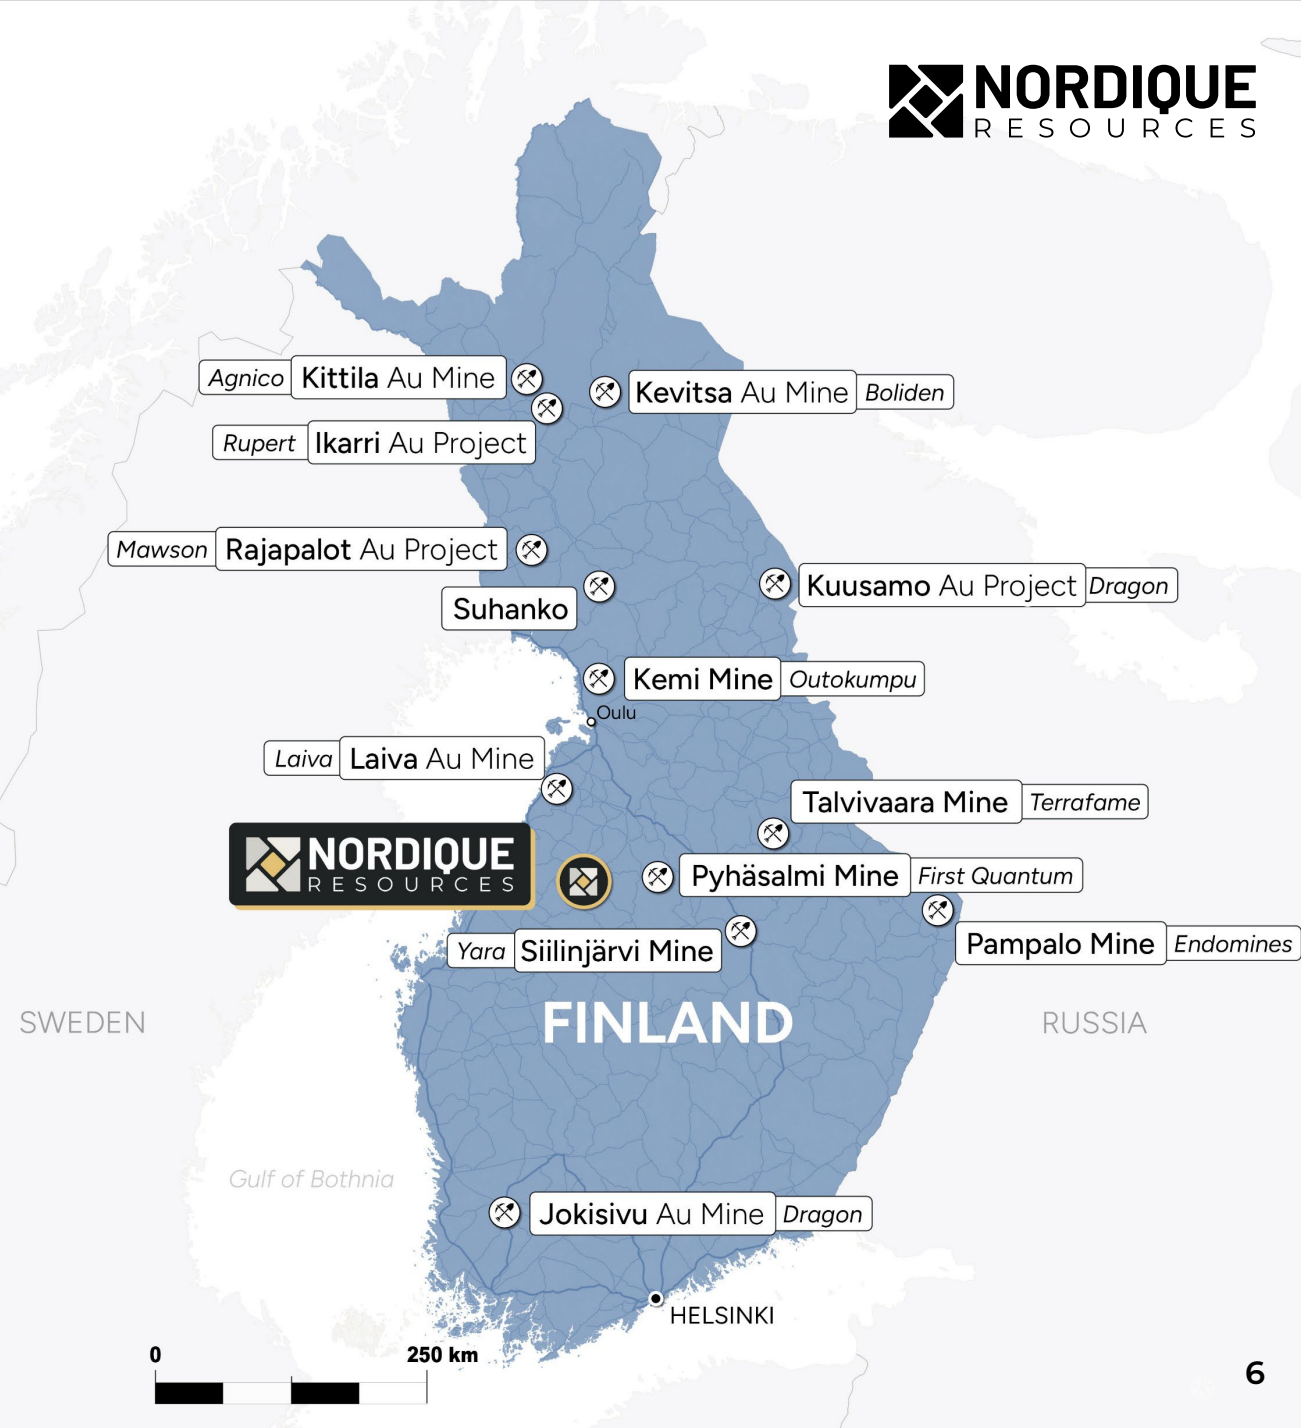 NORDIQUE
RESOURCES
Agnico Kittila Au Mine
Kevitsa Au Mine Boliden
Rupert Ikarri Au Project
Mawson Rajapalot Au Project
Kuusamo Au Project Dragon
Suhanko
Kemi Mine Outokumpu
Oulu
Laiva Laiva Au Mine
Talvivaara Mine Terrafame
NORDIQUE
RESOURCES
Pyhäsalmi Mine First Quantum
Pampalo Mine Endomines
Yara Siilinjärvi Mine
SWEDEN
FINLAND
RUSSIA
Gulf of Bothnia
Jokisivu Au Mine Dragon
HELSINKI
0 250 km
6